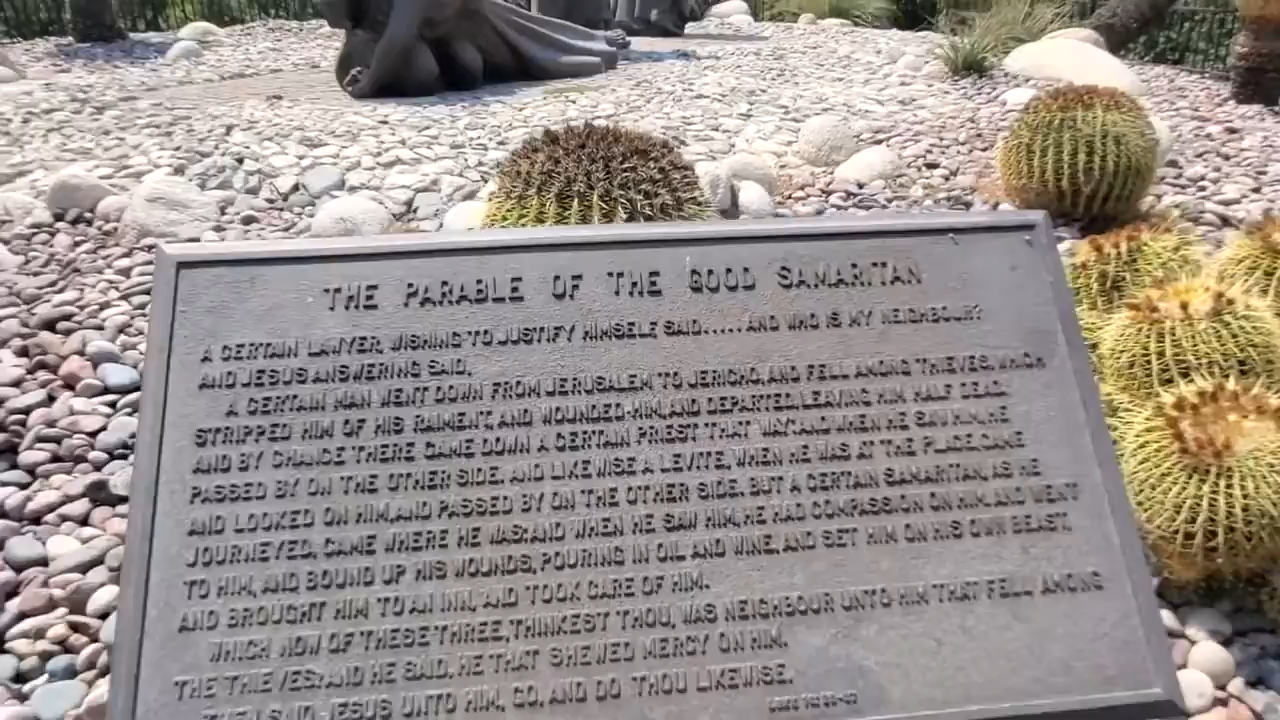 THE PARABLE OF THE GOOD SAMARITAN
A CERTAIN LAWYER, WISHING TO JUSTIFY HIMSELF, SAID.....AND WHO IS MY NEIGHBOUR?
AND JESUS ANSWERING SAID,
A CERTAIN MAN WENT DOWN FROM JERUSALEM TO JERICHO, AND FELL AMONG THIEVES, WHICH
STRIPPED HIM OF HIS RAIMENT, AND WOUNDED HIM, AND DEPARTED, LEAVING HIM HALF DEAD.
AND BY CHANCE THERE CAME DOWN A CERTAIN PRIEST THAT WAY: AND WHEN HE SAW HIM, HE
PASSED BY ON THE OTHER SIDE. AND LIKEWISE A LEVITE, WHEN HE WAS AT THE PLACE, CAME
AND LOOKED ON HIM, AND PASSED BY ON THE OTHER SIDE. BUT A CERTAIN SAMARITAN, AS HE
JOURNEYED, CAME WHERE HE WAS: AND WHEN HE SAW HIM, HE HAD COMPASSION ON HIM. AND WENT
TO HIM, AND BOUND UP HIS WOUNDS, POURING IN OIL AND WINE, AND SET HIM ON HIS OWN BEAST,
AND BROUGHT HIM TO AN INN, AND TOOK CARE OF HIM.
WHICH NOW OF THESE THREE, THINKEST THOU, WAS NEIGHBOUR UNTO HIM THAT FELL AMONG
THE THIEVES? AND HE SAID, HE THAT SHEWED MERCY ON HIM.
THEN SAID JESUS UNTO HIM, GO, AND DO THOU LIKEWISE.